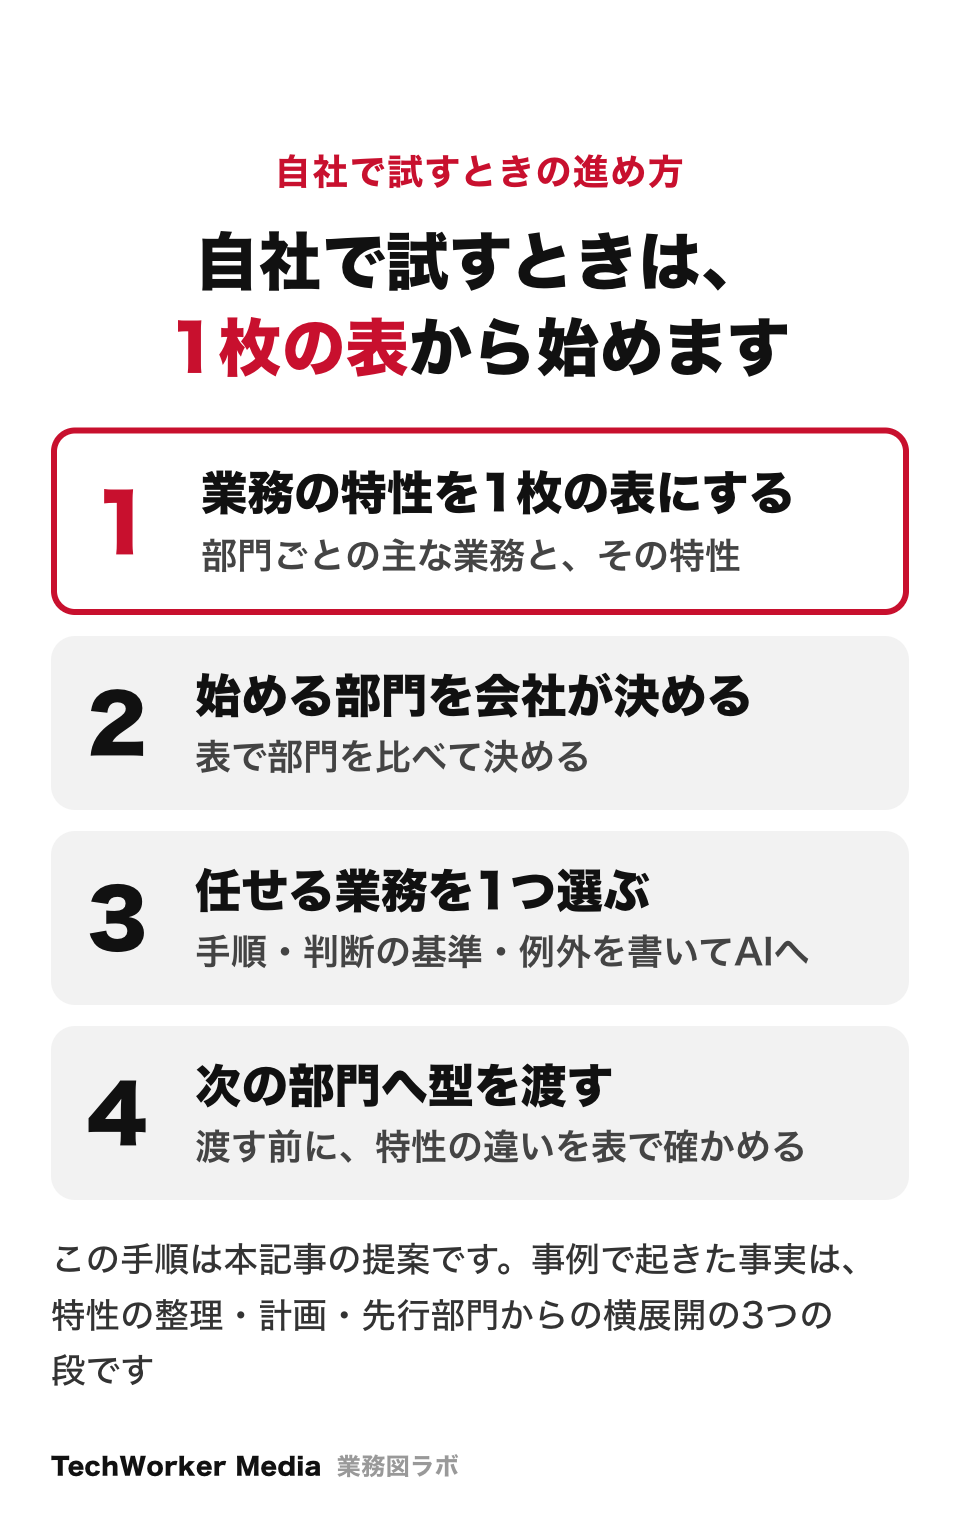 自社で試すときの進め方
自社で試すときは、
1枚の表から始めます
1
業務の特性を1枚の表にする
部門ごとの主な業務と、その特性
2
始める部門を会社が決める
表で部門を比べて決める
3
任せる業務を1つ選ぶ
手順・判断の基準・例外を書いてAIへ
4
次の部門へ型を渡す
渡す前に、特性の違いを表で確かめる
この手順は本記事の提案です。事例で起きた事実は、
特性の整理・計画・先行部門からの横展開の3つの
段です
TechWorker Media 業務図ラボ